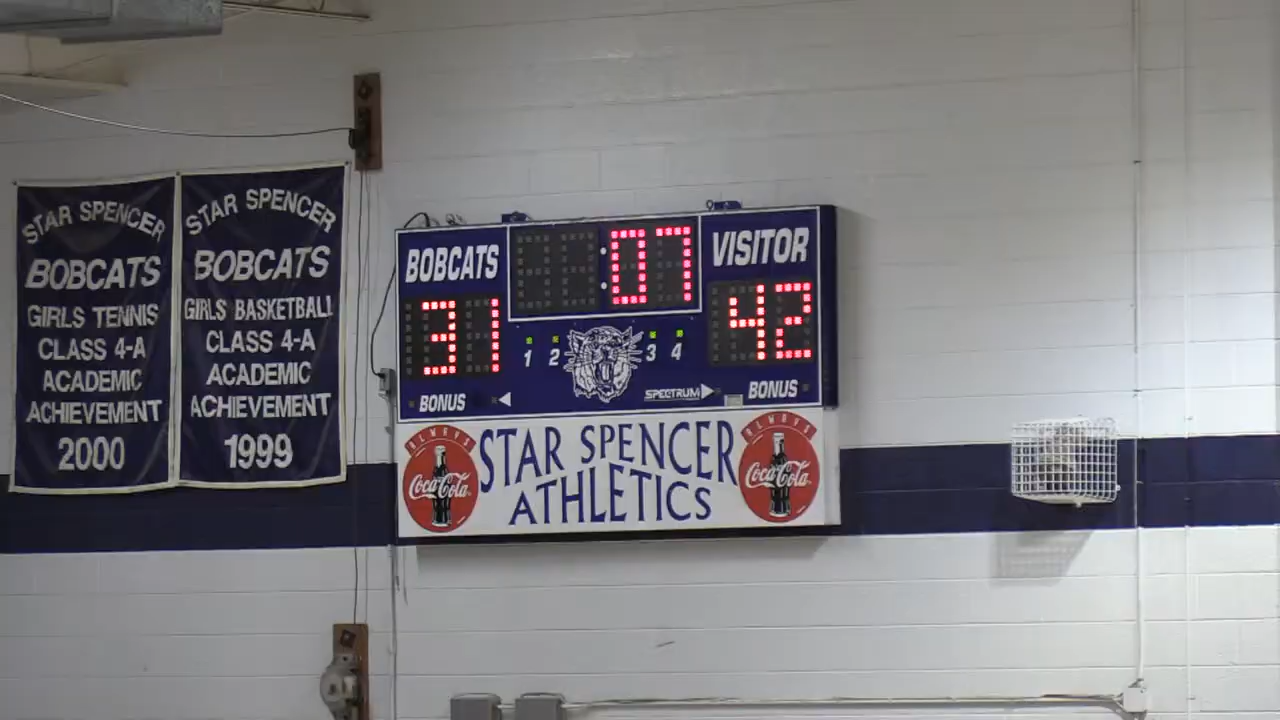 STAR SPENCER
BOBCATS
GIRLS TENNIS
CLASS 4-A
ACADEMIC
ACHIEVEMENT
2000
STAR SPENCER
BOBCATS
GIRLS BASKETBALL
CLASS 4-A
ACADEMIC
ACHIEVEMENT
1999
BOBCATS :07 VISITOR
31 42
1 2 3 4
BONUS SPECTRUM BONUS
ALWAYS
Coca-Cola
STAR SPENCER
ATHLETICS
ALWAYS
Coca-Cola